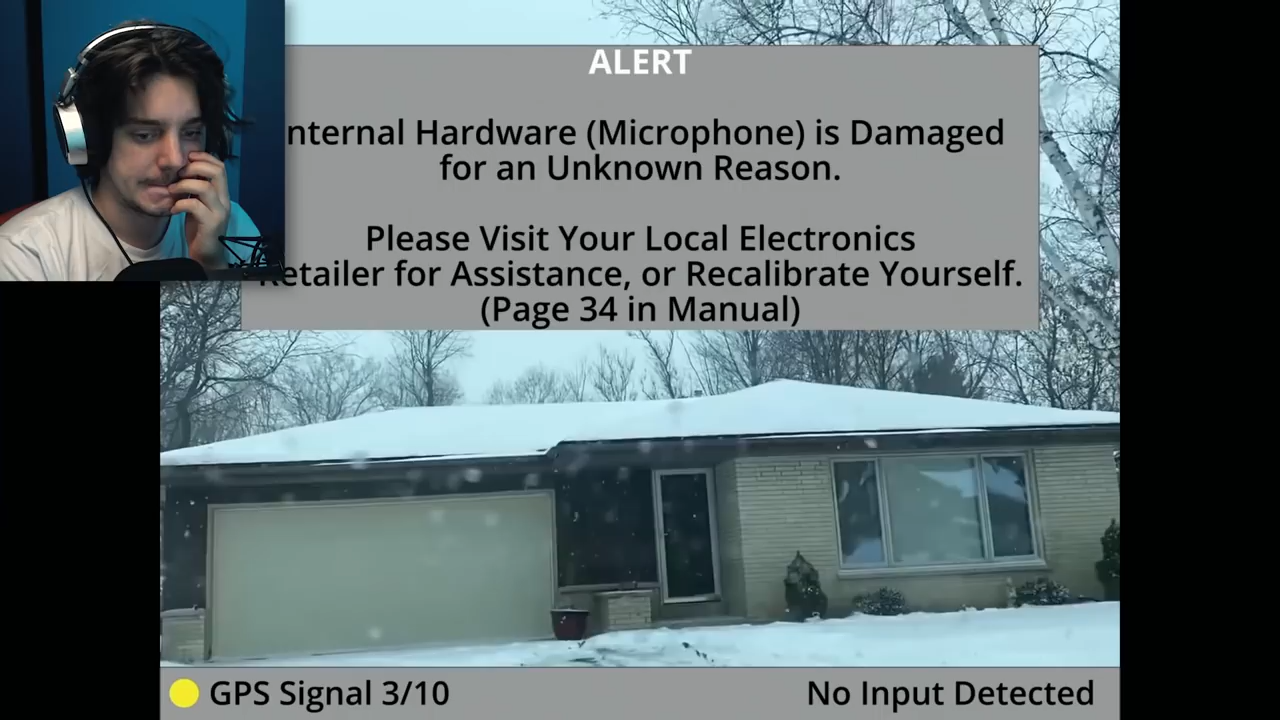 ALERT
nternal Hardware (Microphone) is Damaged
for an Unknown Reason.
Please Visit Your Local Electronics
etailer for Assistance, or Recalibrate Yourself.
(Page 34 in Manual)
GPS Signal 3/10
No Input Detected